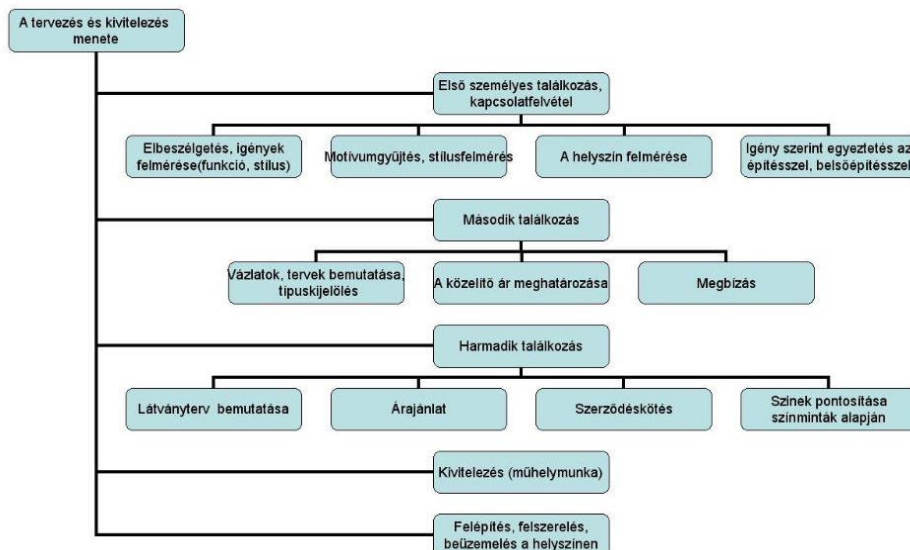 A tervezés és kivitelezés
menete
Első személyes találkozás,
kapcsolatfelvétel
Elbeszélgetés, igények
felmérése(funkció, stílus)
Motívumgyűjtés, stílusfelmérés
A helyszín felmérése
Igény szerint egyeztetés az
építésszel, belsőépítésszel
Második találkozás
Vázlatok, tervek bemutatása,
típuskijelölés
A közelítő ár meghatározása
Megbízás
Harmadik találkozás
Látványterv bemutatása
Árajánlat
Szerződéskötés
Színek pontosítása
színminták alapján
Kivitelezés (műhelymunka)
Felépítés, felszerelés,
beüzemelés a helyszínen